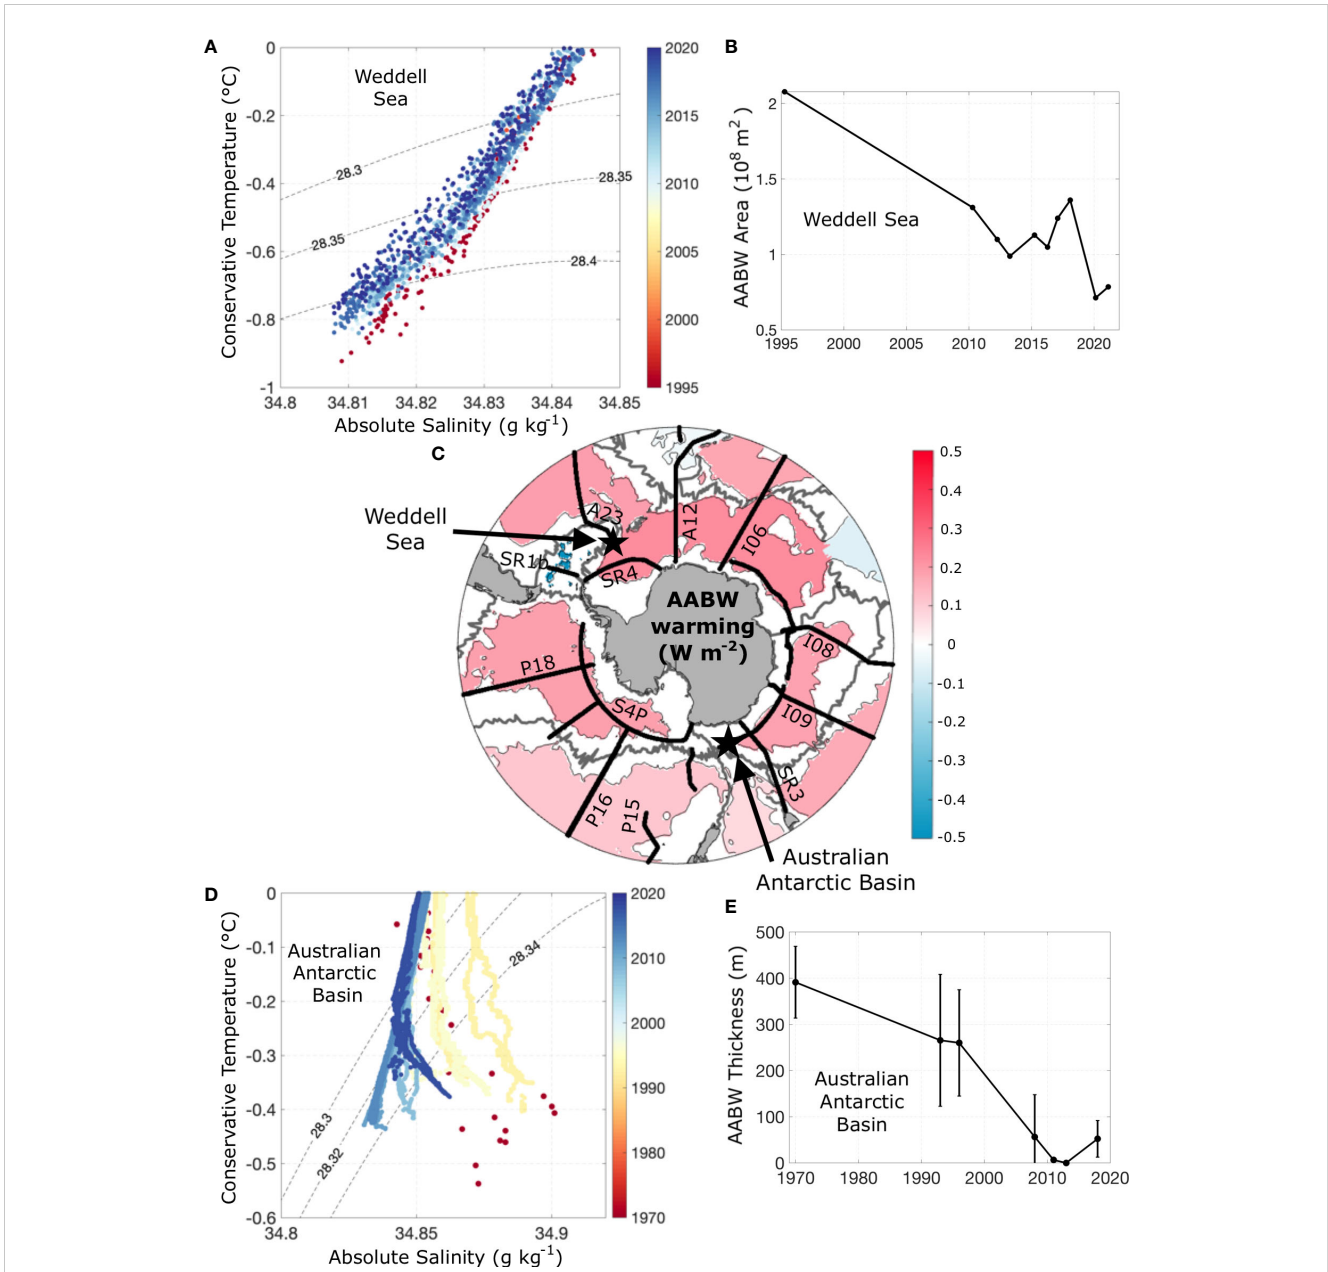 A
Conservative Temperature (°C)
0
-0.2
-0.4
-0.6
-0.8
-1
Weddell
Sea
28.3
28.35
28.35
28.4
34.8
34.81
34.82
34.83
34.84
34.85
Absolute Salinity (g kg-1)
2020
2015
2010
2005
2000
1995
B
AABW Area (10⁸ m²)
2
1.5
1
0.5
Weddell Sea
1995
2000
2005
2010
2015
2020
C
Weddell
Sea
A23
A12
I06
SR1b
SR4
AABW
warming
(W m-2)
I08
P18
S4P
I09
SR3
P16
P15
Australian
Antarctic Basin
0.5
0.4
0.3
0.2
0.1
0
-0.1
-0.2
-0.3
-0.4
-0.5
D
Conservative Temperature (°C)
0
-0.1
-0.2
-0.3
-0.4
-0.5
-0.6
Australian
Antarctic
Basin
28.34
28.3
28.32
34.8
34.85
34.9
Absolute Salinity (g kg-1)
2020
2010
2000
1990
1980
1970
E
AABW Thickness (m)
500
400
300
200
100
0
Australian
Antarctic
Basin
1970
1980
1990
2000
2010
2020